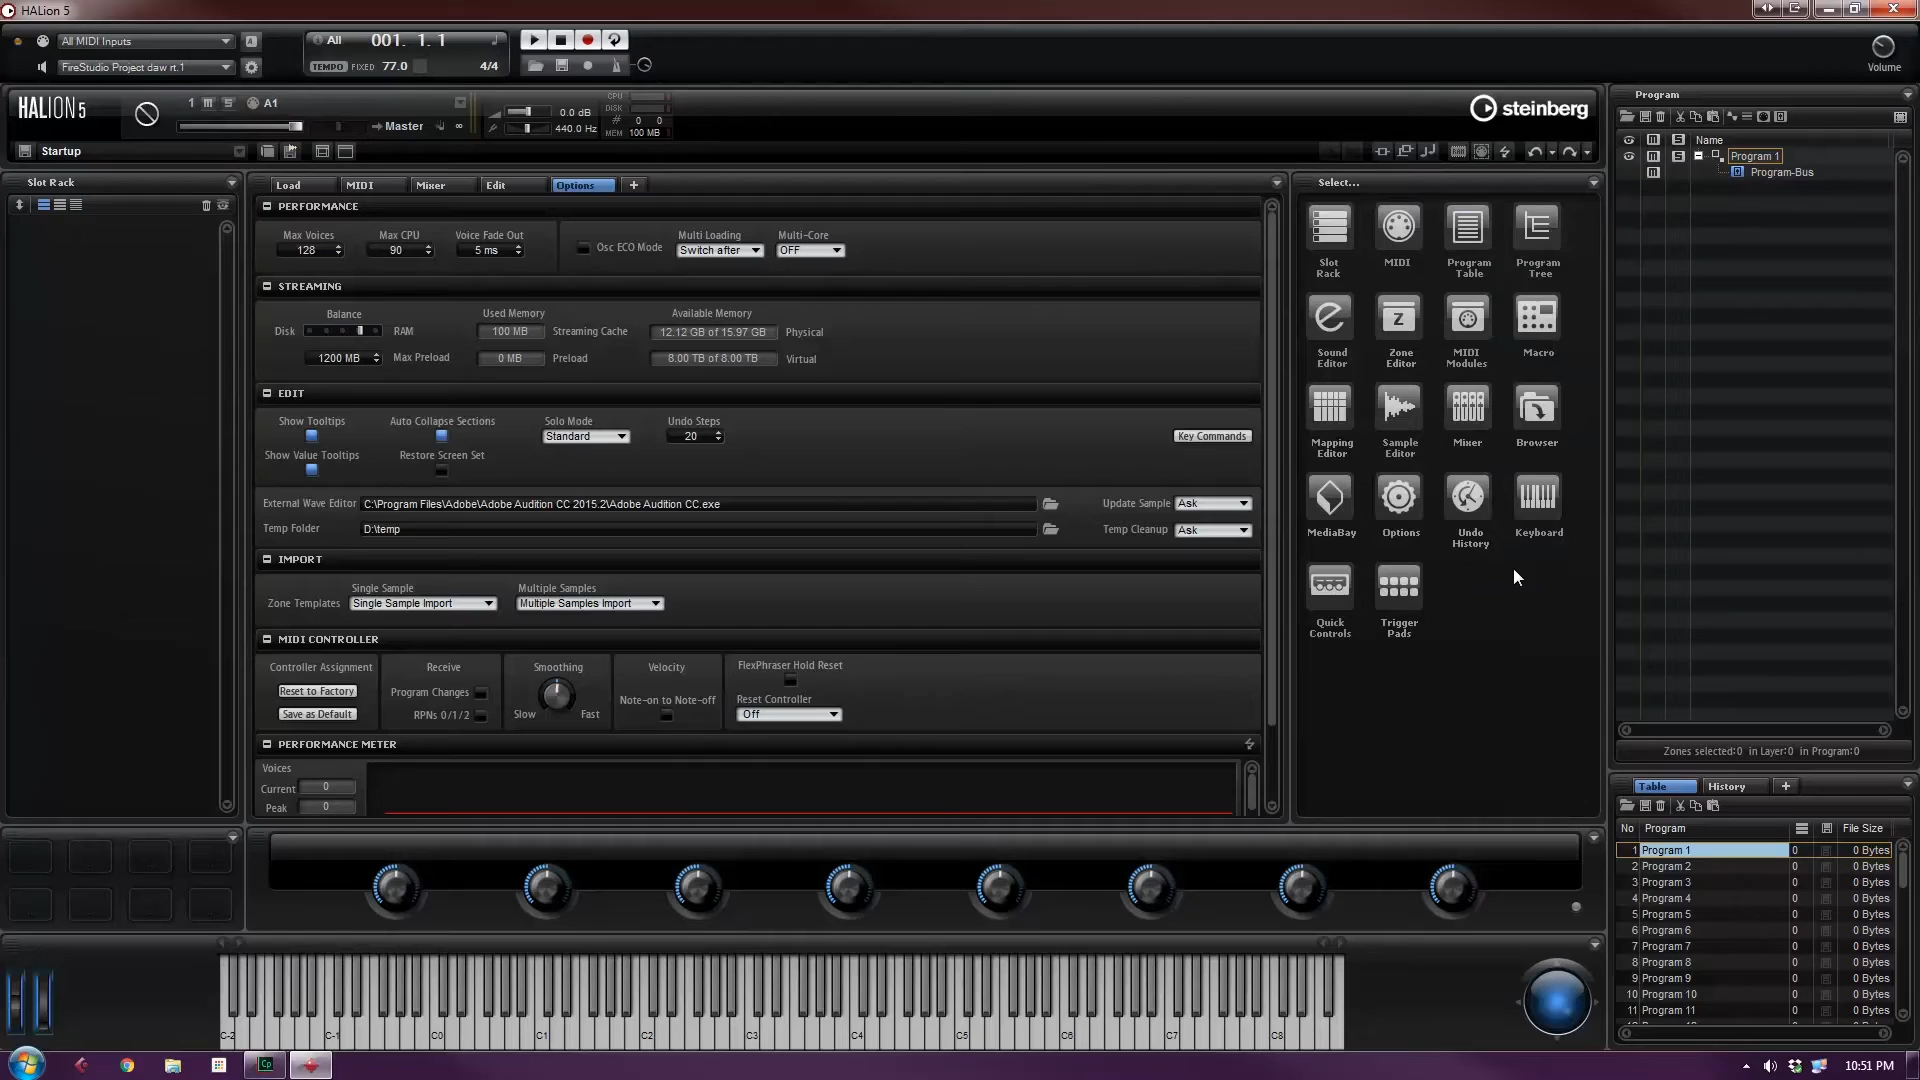 HALion 5
All MIDI Inputs
A
All
001. 1. 1
FireStudio Project daw rt.1
TEMPO FIXED 77.0
4/4
Volume
HALION 5
1 m S A1
Master
0.0 dB
440.0 Hz
CPU
DISK
# 0 0
MEM 100 MB
steinberg
Startup
Program
Name
Program 1
Program-Bus
Slot Rack
Load MIDI Mixer Edit Options +
Select...
PERFORMANCE
Max Voices Max CPU Voice Fade Out
128 90 5 ms
Osc ECO Mode
Multi Loading Multi-Core
Switch after OFF
STREAMING
Balance Used Memory Available Memory
Disk RAM 100 MB Streaming Cache 12.12 GB of 15.97 GB Physical
1200 MB Max Preload 0 MB Preload 8.00 TB of 8.00 TB Virtual
EDIT
Show Tooltips Auto Collapse Sections Solo Mode Undo Steps
Standard 20 Key Commands
Show Value Tooltips Restore Screen Set
External Wave Editor C:\Program Files\Adobe\Adobe Audition CC 2015.2\Adobe Audition CC.exe Update Sample Ask
Temp Folder D:\temp Temp Cleanup Ask
IMPORT
Single Sample Multiple Samples
Zone Templates Single Sample Import Multiple Samples Import
MIDI CONTROLLER
Controller Assignment Receive Smoothing Velocity FlexPhraser Hold Reset
Reset to Factory Program Changes Note-on to Note-off Reset Controller
Save as Default RPNs 0/1/2 Slow Fast Off
PERFORMANCE METER
Voices
Current 0
Peak 0
Slot Rack
MIDI
Program Table
Program Tree
Sound Editor
Zone Editor
MIDI Modules
Macro
Mapping Editor
Sample Editor
Mixer
Browser
MediaBay
Options
Undo History
Keyboard
Quick Controls
Trigger Pads
Zones selected:0 in Layer:0 in Program:0
Table History +
No Program File Size
1 Program 1 0 0 Bytes
2 Program 2 0 0 Bytes
3 Program 3 0 0 Bytes
4 Program 4 0 0 Bytes
5 Program 5 0 0 Bytes
6 Program 6 0 0 Bytes
7 Program 7 0 0 Bytes
8 Program 8 0 0 Bytes
9 Program 9 0 0 Bytes
10 Program 10 0 0 Bytes
11 Program 11 0 0 Bytes
C-2 C-1 C0 C1 C2 C3 C4 C5 C6 C7 C8
Cp
10:51 PM